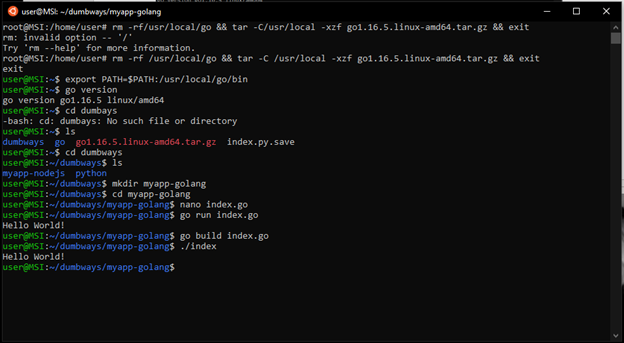 user@MSI: ~/dumbways/myapp-golang
root@MSI:/home/user# rm -rf/usr/local/go && tar -C/usr/local -xzf go1.16.5.linux-amd64.tar.gz && exit
rm: invalid option -- '/'
Try 'rm --help' for more information.
root@MSI:/home/user# rm -rf /usr/local/go && tar -C /usr/local -xzf go1.16.5.linux-amd64.tar.gz && exit
exit
user@MSI:~$ export PATH=$PATH:/usr/local/go/bin
user@MSI:~$ go version
go version go1.16.5 linux/amd64
user@MSI:~$ cd dumbays
-bash: cd: dumbays: No such file or directory
user@MSI:~$ ls
dumbways go go1.16.5.linux-amd64.tar.gz index.py.save
user@MSI:~$ cd dumbways
user@MSI:~/dumbways$ ls
myapp-nodejs python
user@MSI:~/dumbways$ mkdir myapp-golang
user@MSI:~/dumbways$ cd myapp-golang
user@MSI:~/dumbways/myapp-golang$ nano index.go
user@MSI:~/dumbways/myapp-golang$ go run index.go
Hello World!
user@MSI:~/dumbways/myapp-golang$ go build index.go
user@MSI:~/dumbways/myapp-golang$ ./index
Hello World!
user@MSI:~/dumbways/myapp-golang$